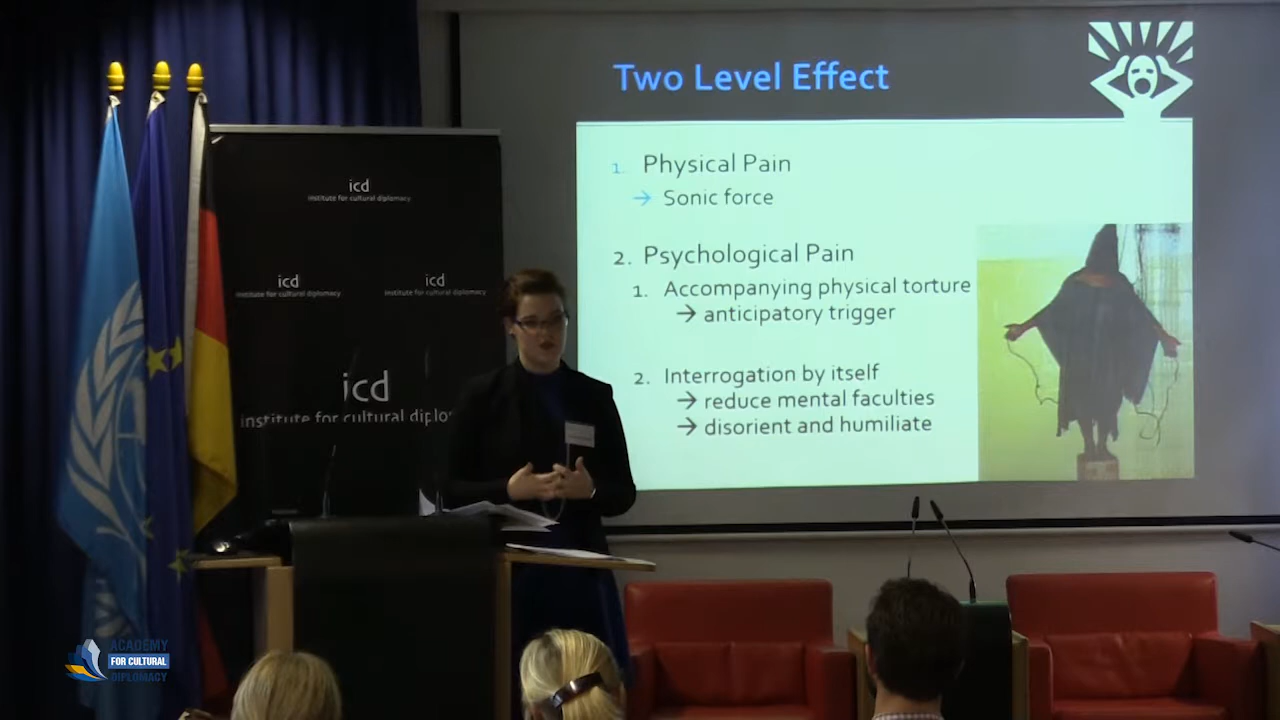 Two Level Effect
1. Physical Pain
→ Sonic force
2. Psychological Pain
1. Accompanying physical torture
→ anticipatory trigger
2. Interrogation by itself
→ reduce mental faculties
→ disorient and humiliate
icd
institute for cultural diplomacy
icd
institute for cultural diplomacy
icd
institute for cultural diplomacy
icd
institute for cultural diplo
ACADEMY
FOR CULTURAL
DIPLOMACY